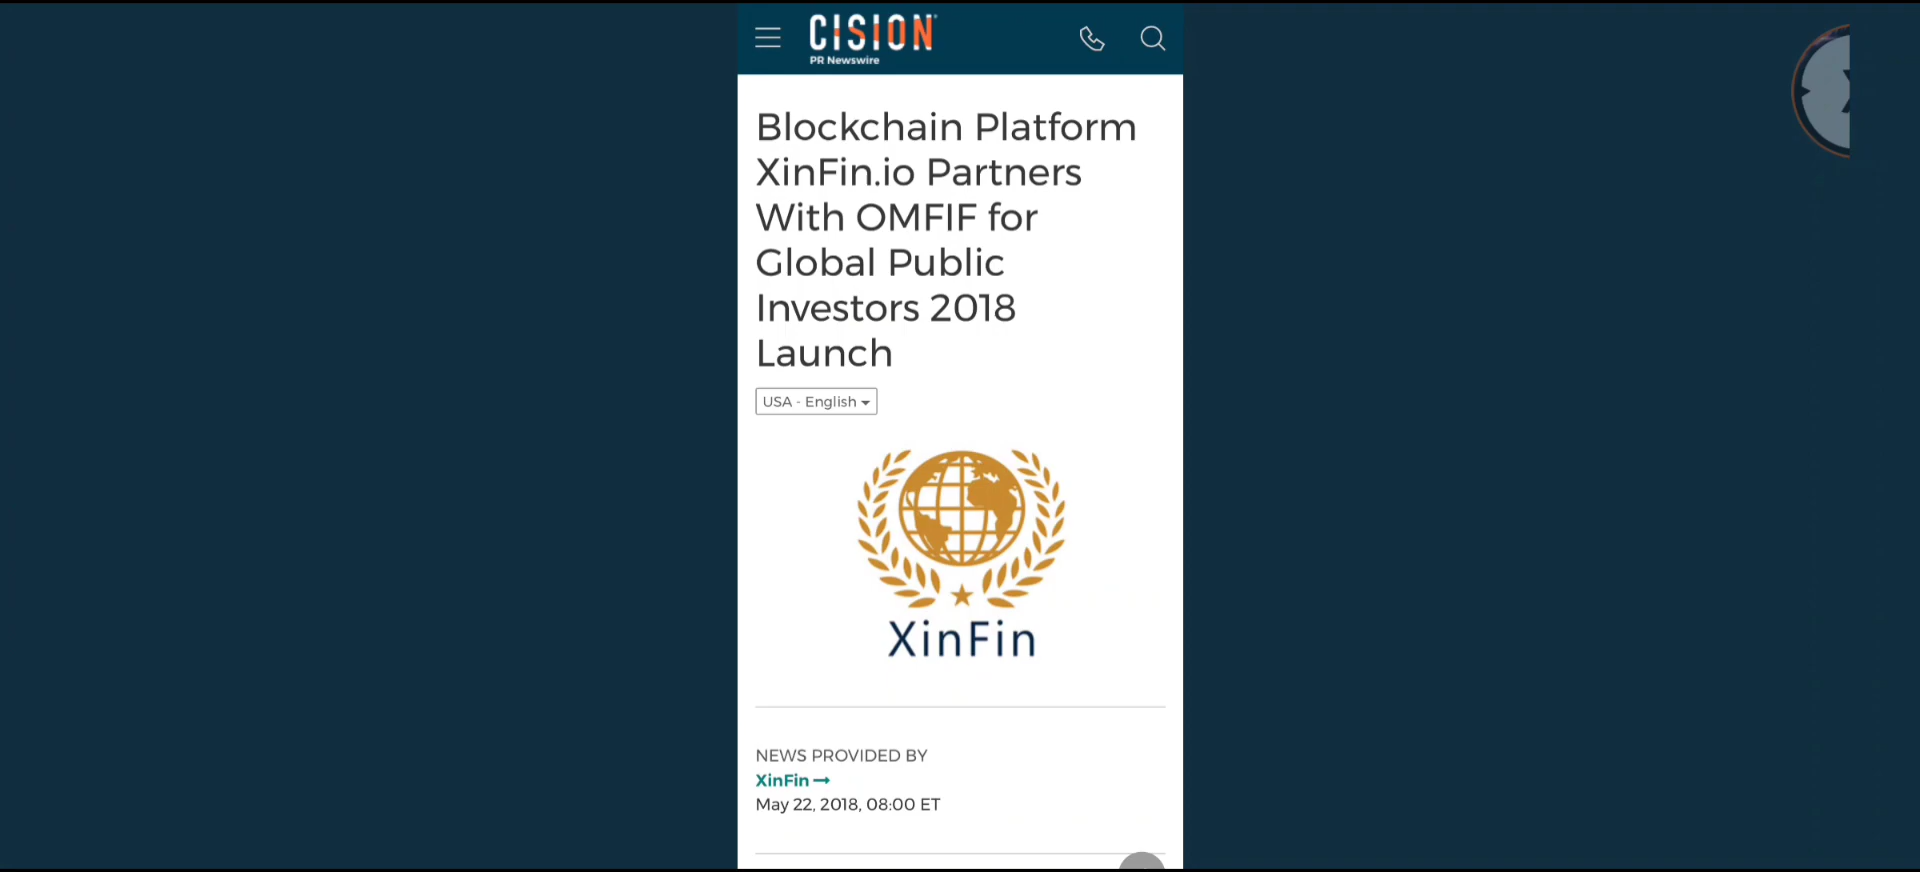 CISION
PR Newswire
Blockchain Platform
XinFin.io Partners
With OMFIF for
Global Public
Investors 2018
Launch
USA - English
XinFin
NEWS PROVIDED BY
XinFin
May 22, 2018, 08:00 ET